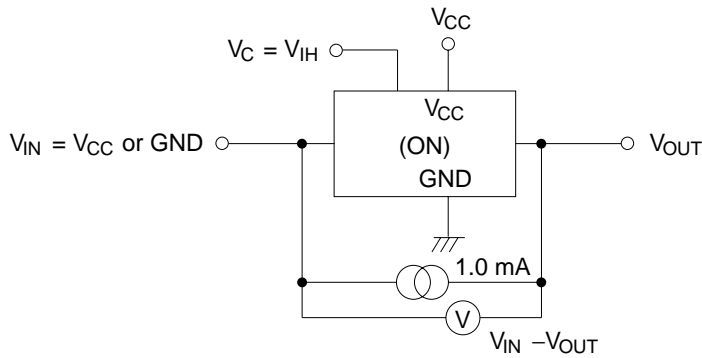 VCC
VC = VIH
VCC
VIN = VCC or GND
(ON)
VOUT
GND
1.0 mA
V
VIN –VOUT